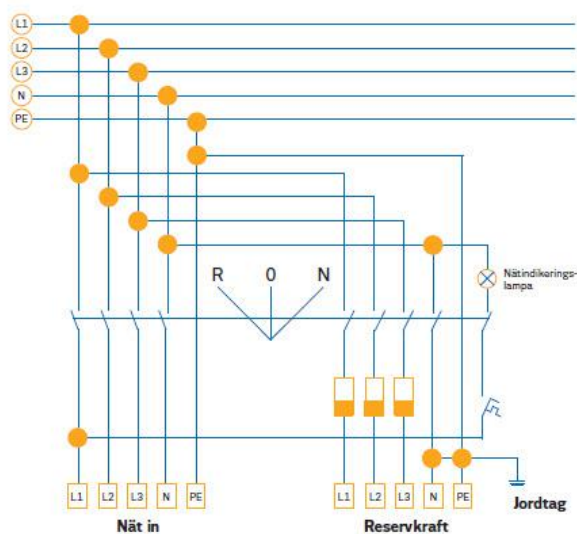 L1
L2
L3
N
PE
R 0 N
Nätindikerings-
lampa
L1 L2 L3 N PE L1 L2 L3 N PE Jordtag
Nät in Reservkraft